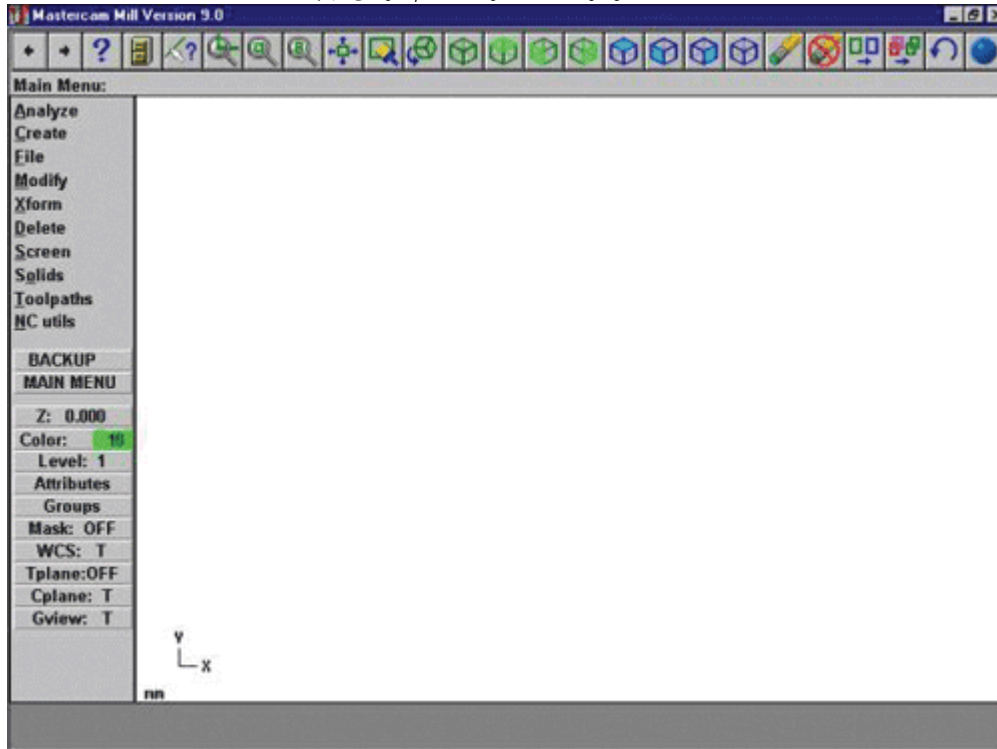 Mastercam Mill Version 9.0
Main Menu:
Analyze
Create
File
Modify
Xform
Delete
Screen
Solids
Toolpaths
NC utils
BACKUP
MAIN MENU
Z: 0.000
Color: 10
Level: 1
Attributes
Groups
Mask: OFF
WCS: T
Tplane:OFF
Cplane: T
Gview: T
Y
X